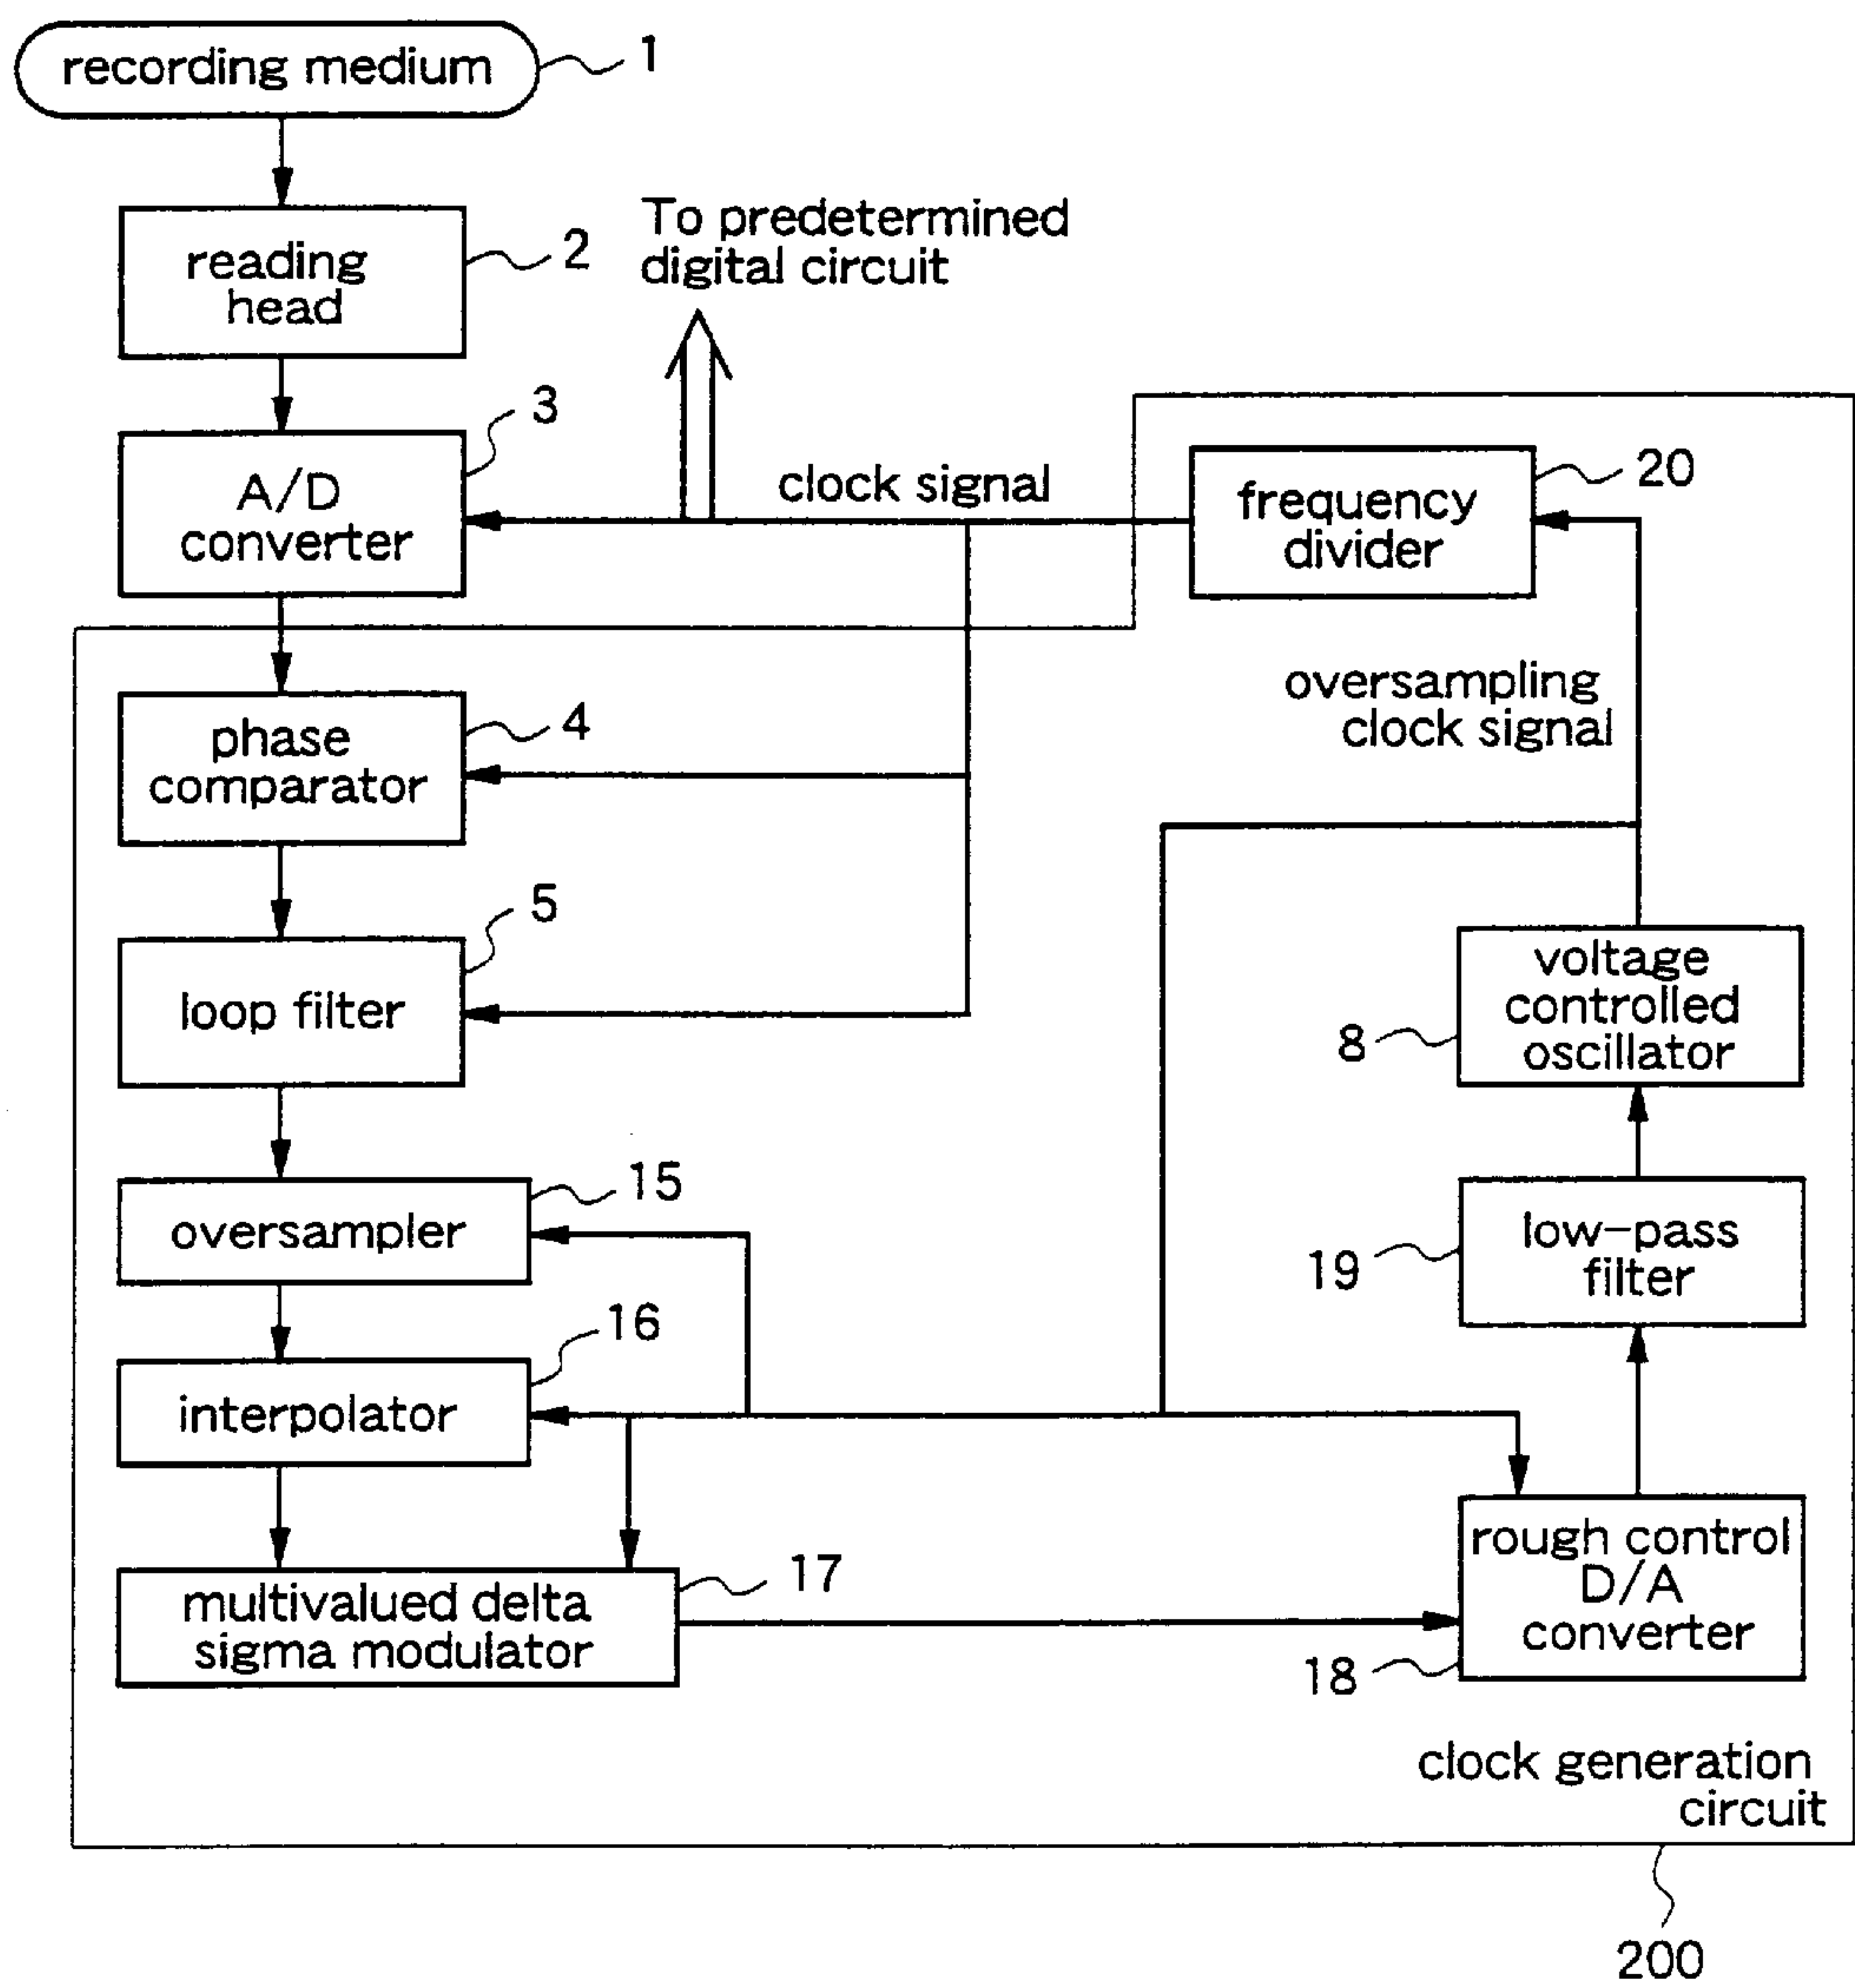 recording medium
1
reading
head
2
To predetermined
digital circuit
A/D
converter
3
clock signal
frequency
divider
20
oversampling
clock signal
phase
comparator
4
loop filter
5
voltage
controlled
oscillator
8
oversampler
15
low-pass
filter
19
interpolator
16
multivalued delta
sigma modulator
17
rough control
D/A
converter
18
clock generation
circuit
200